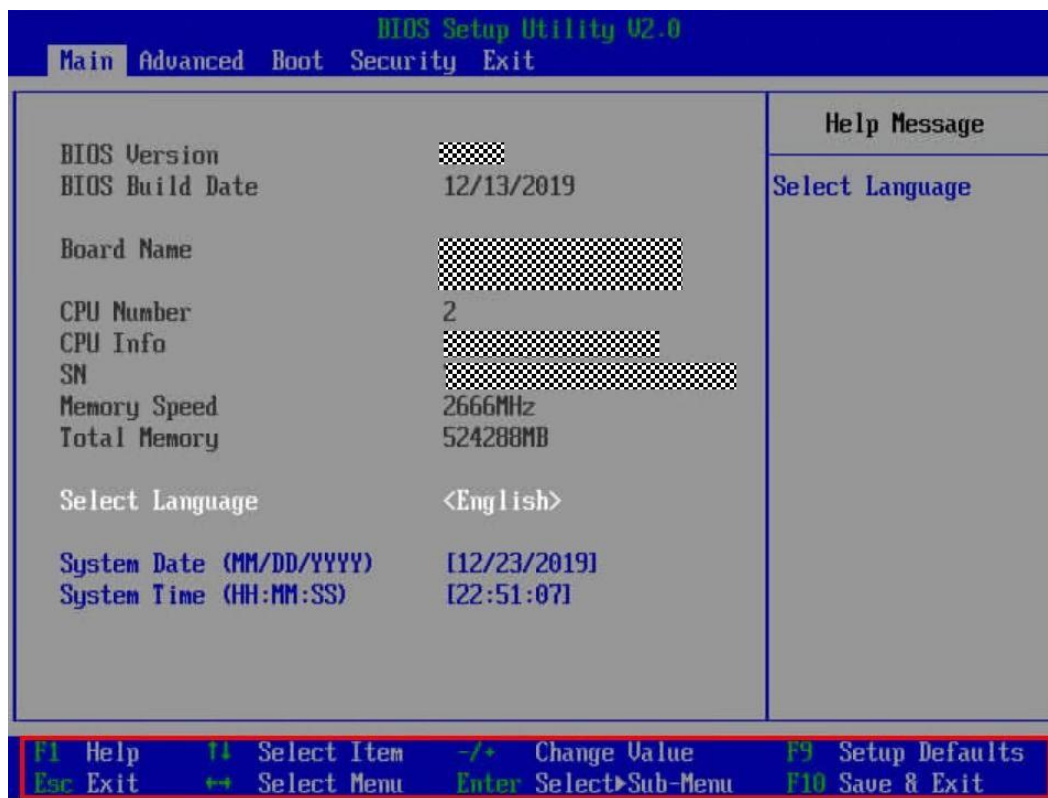 BIOS Setup Utility V2.0
Main Advanced Boot Security Exit
Help Message
Select Language
BIOS Version
BIOS Build Date 12/13/2019
Board Name
CPU Number 2
CPU Info
SN
Memory Speed 2666MHz
Total Memory 524288MB
Select Language <English>
System Date (MM/DD/YYYY) [12/23/2019]
System Time (HH:MM:SS) [22:51:07]
F1 Help ↑↓ Select Item -/+ Change Value F9 Setup Defaults
Esc Exit ←→ Select Menu Enter Select▶Sub-Menu F10 Save & Exit